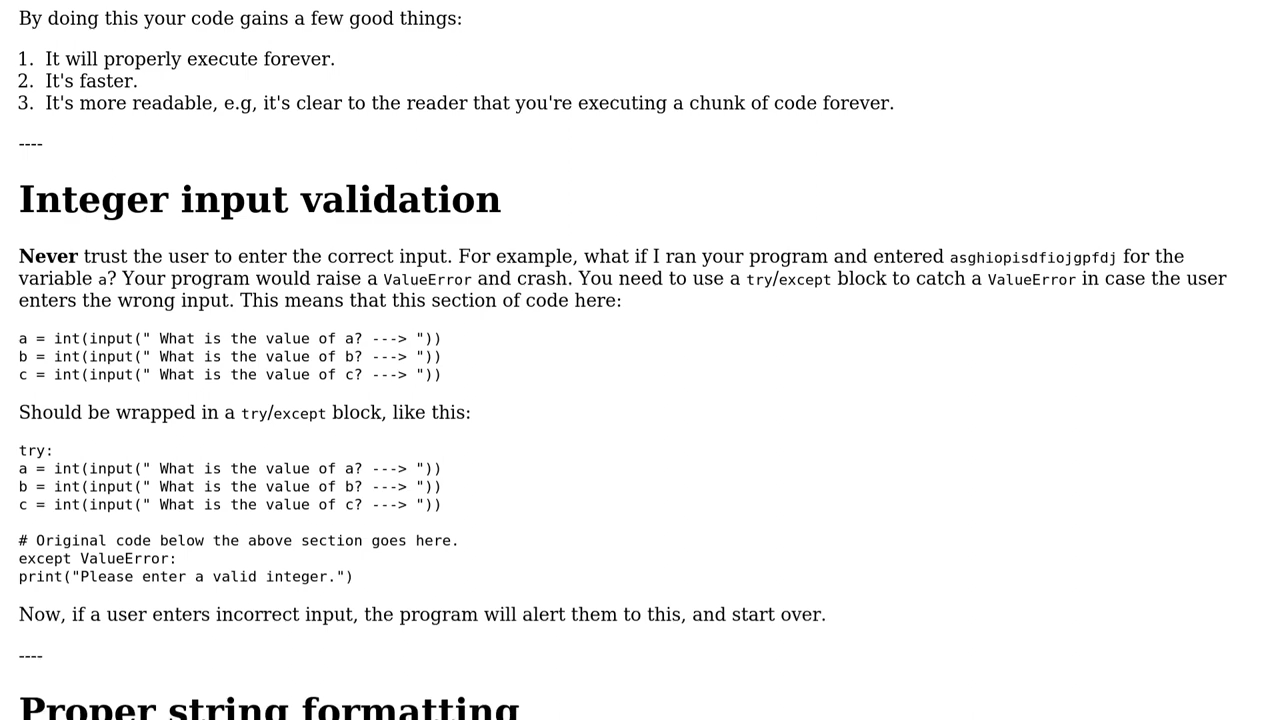 By doing this your code gains a few good things:
1. It will properly execute forever.
2. It's faster.
3. It's more readable, e.g, it's clear to the reader that you're executing a chunk of code forever.
----
Integer input validation
Never trust the user to enter the correct input. For example, what if I ran your program and entered asghiopisdfiojgpfdj for the
variable a? Your program would raise a ValueError and crash. You need to use a try/except block to catch a ValueError in case the user
enters the wrong input. This means that this section of code here:
a = int(input(" What is the value of a? ---> "))
b = int(input(" What is the value of b? ---> "))
c = int(input(" What is the value of c? ---> "))
Should be wrapped in a try/except block, like this:
try:
a = int(input(" What is the value of a? ---> "))
b = int(input(" What is the value of b? ---> "))
c = int(input(" What is the value of c? ---> "))
# Original code below the above section goes here.
except ValueError:
print("Please enter a valid integer.")
Now, if a user enters incorrect input, the program will alert them to this, and start over.
----
Proper string formatting